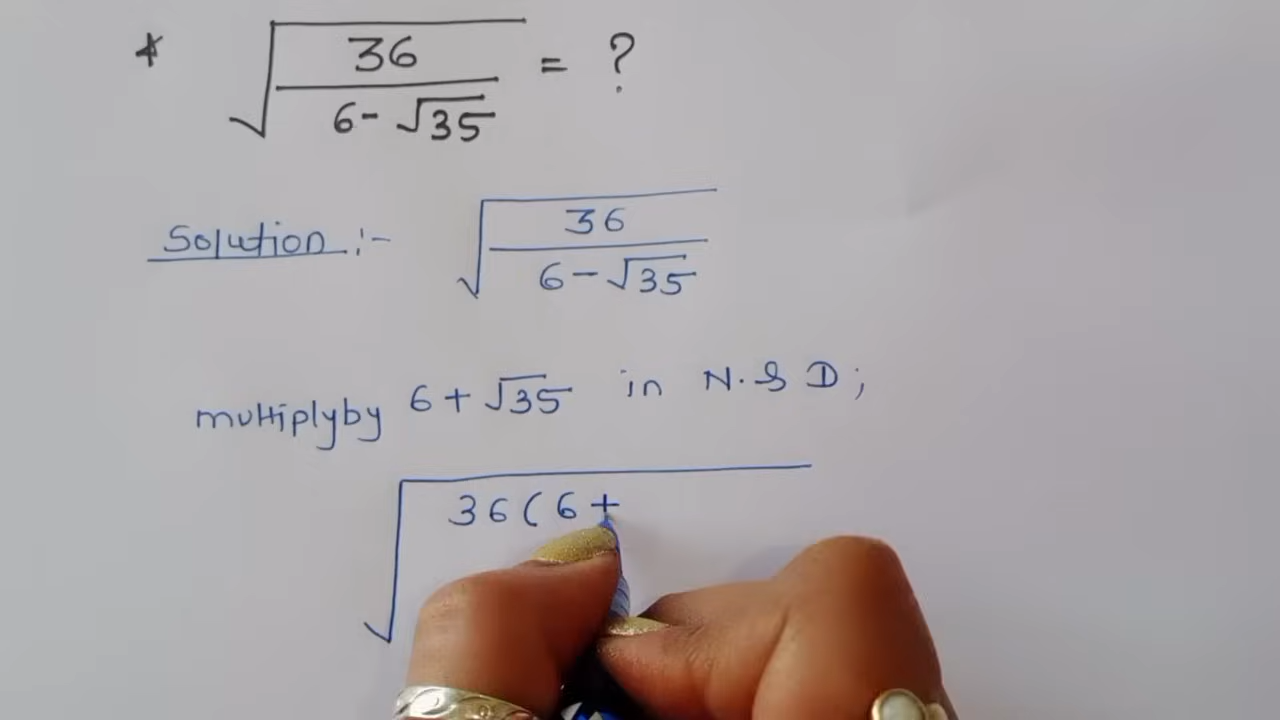 * √(36/(6-√35)) = ?
Solution :- √(36/(6-√35))
multiplyby 6+√35 in N. & D;
√36(6+